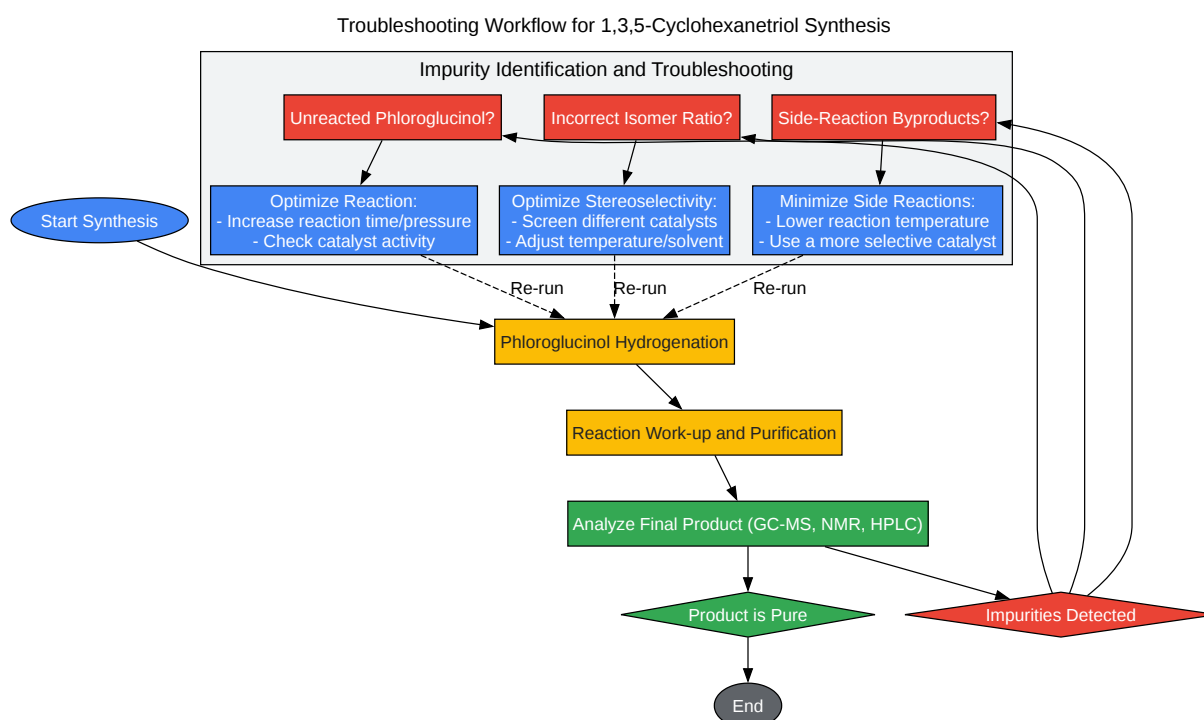 Troubleshooting Workflow for 1,3,5-Cyclohexanetriol Synthesis
Impurity Identification and Troubleshooting
Unreacted Phloroglucinol?
Incorrect Isomer Ratio?
Side-Reaction Byproducts?
Start Synthesis
Optimize Reaction:
- Increase reaction time/pressure
- Check catalyst activity
Optimize Stereoselectivity:
- Screen different catalysts
- Adjust temperature/solvent
Minimize Side Reactions:
- Lower reaction temperature
- Use a more selective catalyst
Re-run
Re-run
Re-run
Phloroglucinol Hydrogenation
Reaction Work-up and Purification
Analyze Final Product (GC-MS, NMR, HPLC)
Product is Pure
Impurities Detected
End